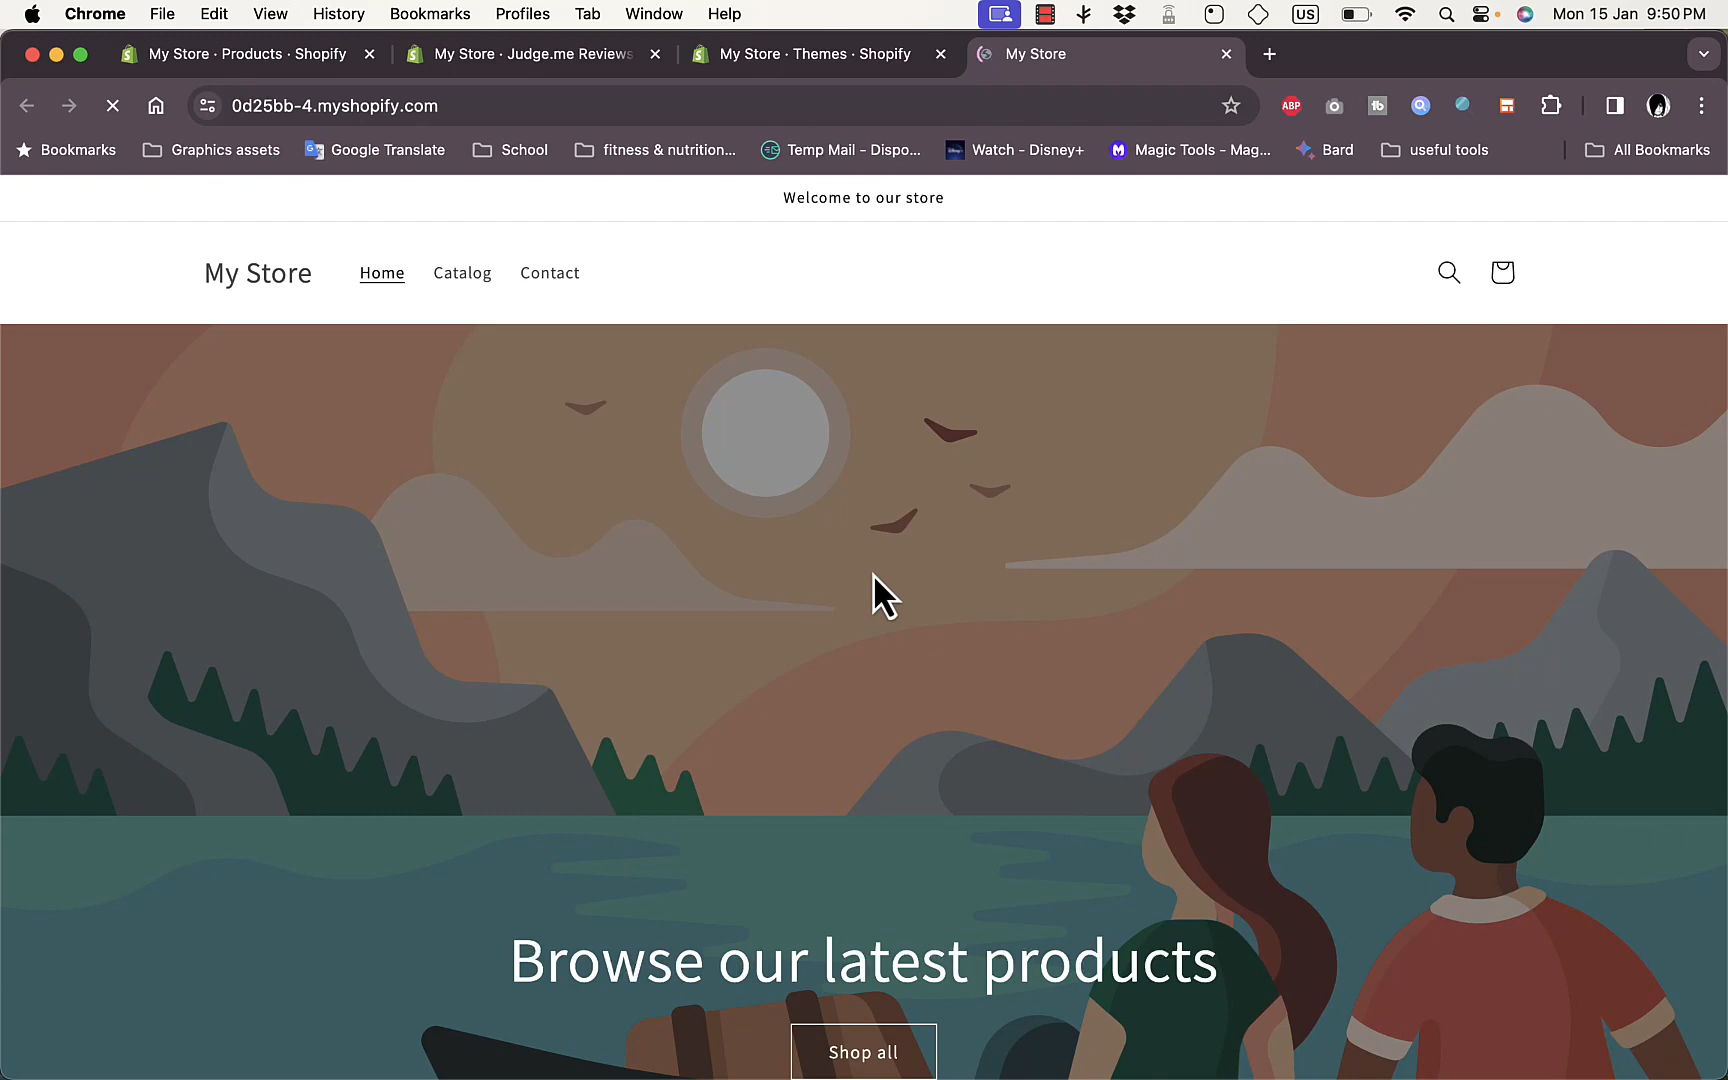 Chrome File Edit View History Bookmarks Profiles Tab Window Help US Mon 15 Jan 9:50 PM
My Store · Products · Shopify My Store · Judge.me Reviews My Store · Themes · Shopify My Store
0d25bb-4.myshopify.com ABP tb
Bookmarks Graphics assets Google Translate School fitness & nutrition... Temp Mail - Dispo... Watch - Disney+ Magic Tools - Mag... Bard useful tools All Bookmarks
Welcome to our store
My Store Home Catalog Contact
Browse our latest products
Shop all